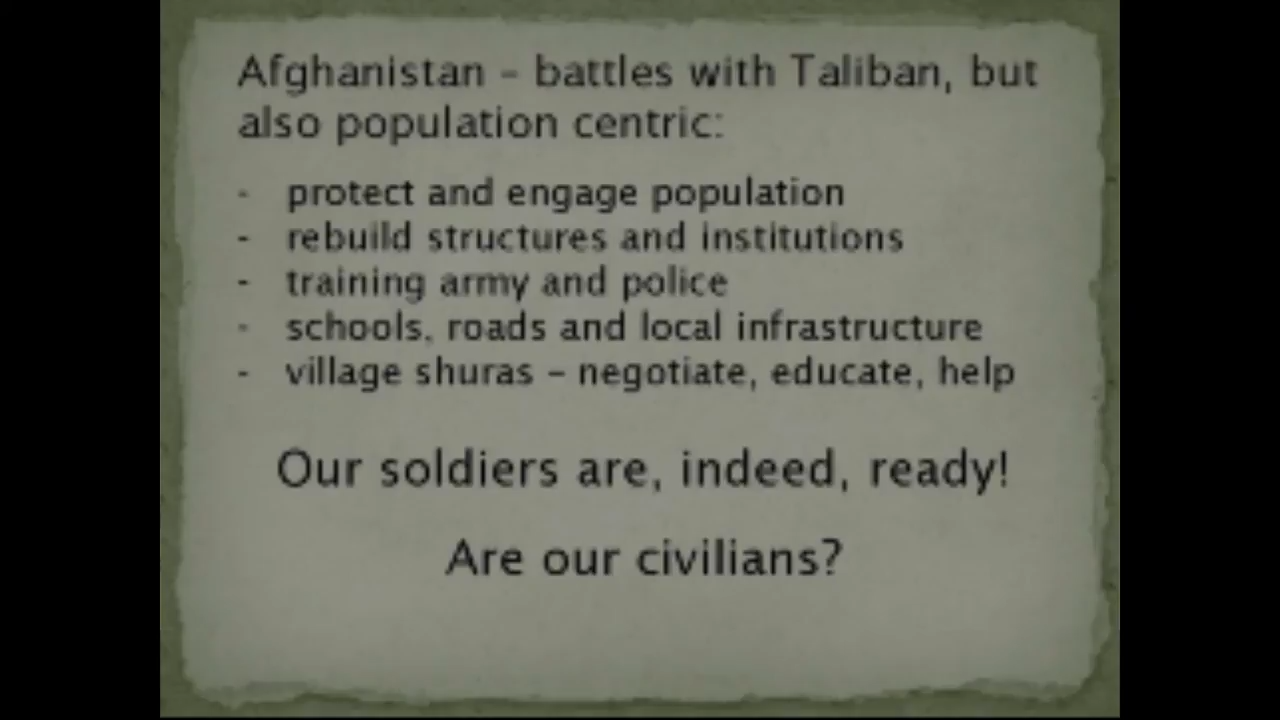 Afghanistan – battles with Taliban, but
also population centric:
- protect and engage population
- rebuild structures and institutions
- training army and police
- schools, roads and local infrastructure
- village shuras – negotiate, educate, help
Our soldiers are, indeed, ready!
Are our civilians?